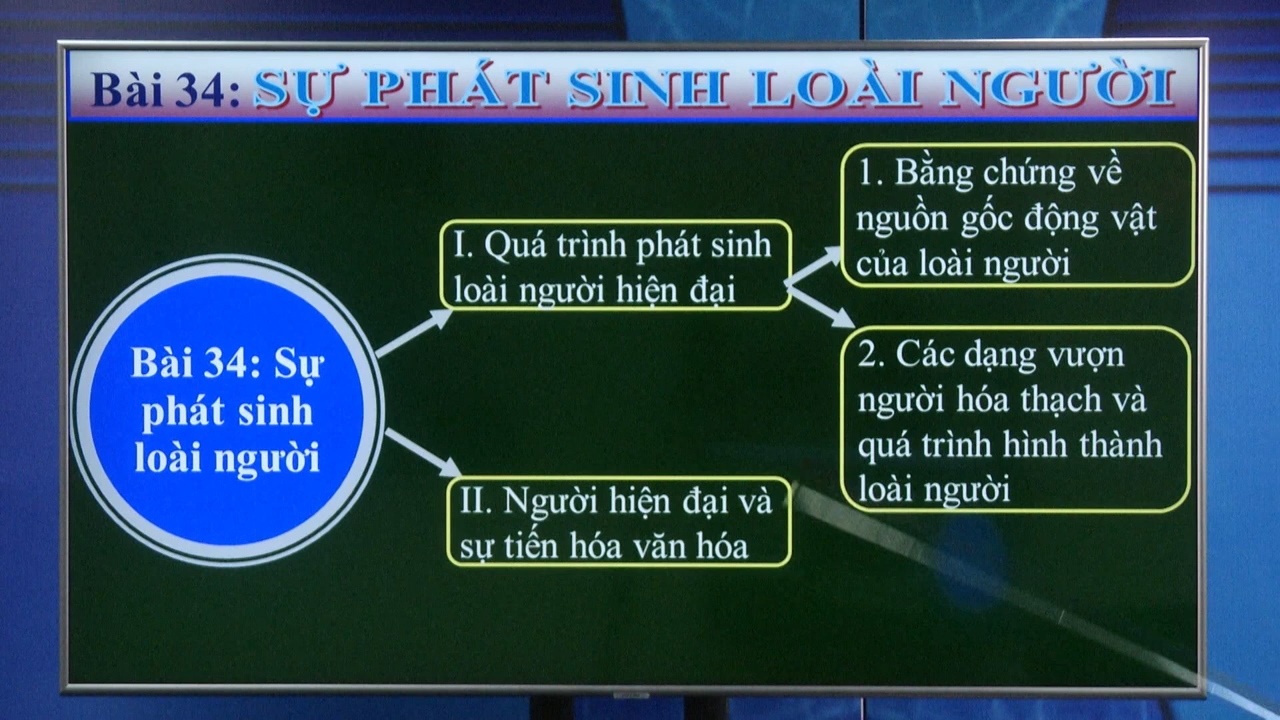 Bài 34: SỰ PHÁT SINH LOÀI NGƯỜI
Bài 34: Sự
phát sinh
loài người
I. Quá trình phát sinh
loài người hiện đại
1. Bằng chứng về
nguồn gốc động vật
của loài người
2. Các dạng vượn
người hóa thạch và
quá trình hình thành
loài người
II. Người hiện đại và
sự tiến hóa văn hóa